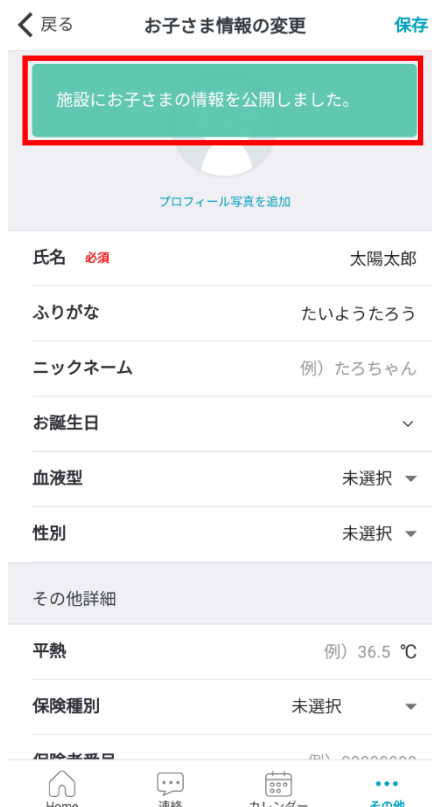 戻る お子さま情報の変更 保存
施設にお子さまの情報を公開しました。
プロフィール写真を追加
氏名 必須 太陽太郎
ふりがな たいようたろう
ニックネーム 例）たろちゃん
お誕生日
血液型 未選択
性別 未選択
その他詳細
平熱 例）36.5 ℃
保険種別 未選択
保険者番号
Home 連絡 カレンダー その他